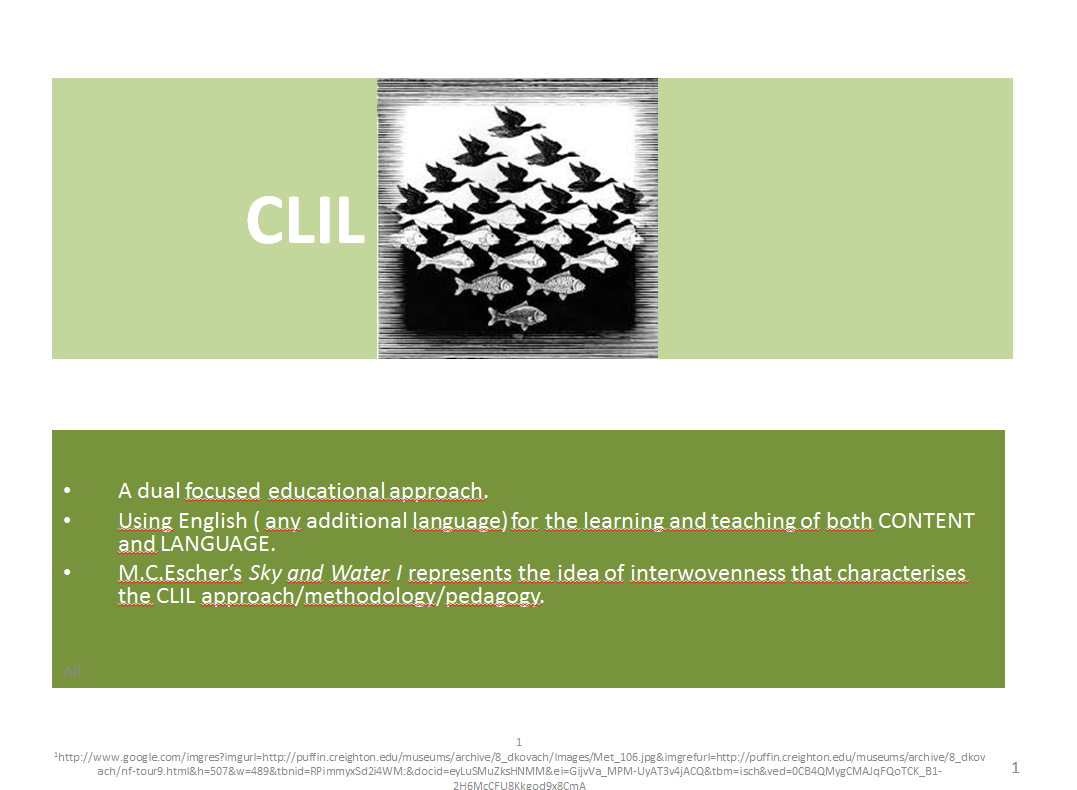 CLIL
• A dual focused educational approach.
• Using English ( any additional language) for the learning and teaching of both CONTENT
and LANGUAGE.
• M.C.Escher‘s Sky and Water I represents the idea of interwovenness that characterises
the CLIL approach/methodology/pedagogy.
All
1
1http://www.google.com/imgres?imgurl=http://puffin.creighton.edu/museums/archive/8_dkovach/Images/Met_106.jpg&imgrefurl=http://puffin.creighton.edu/museums/archive/8_dkov
ach/nf-tour9.html&h=507&w=489&tbnid=RPimmyxSd2i4WM:&docid=eyLuSMuZksHNMM&ei=GijvVa_MPM-UyAT3v4jACQ&tbm=isch&ved=0CB4QMygCMAJqFQoTCK_B1-
2H6McCFU8Kkgod9x8CmA
1